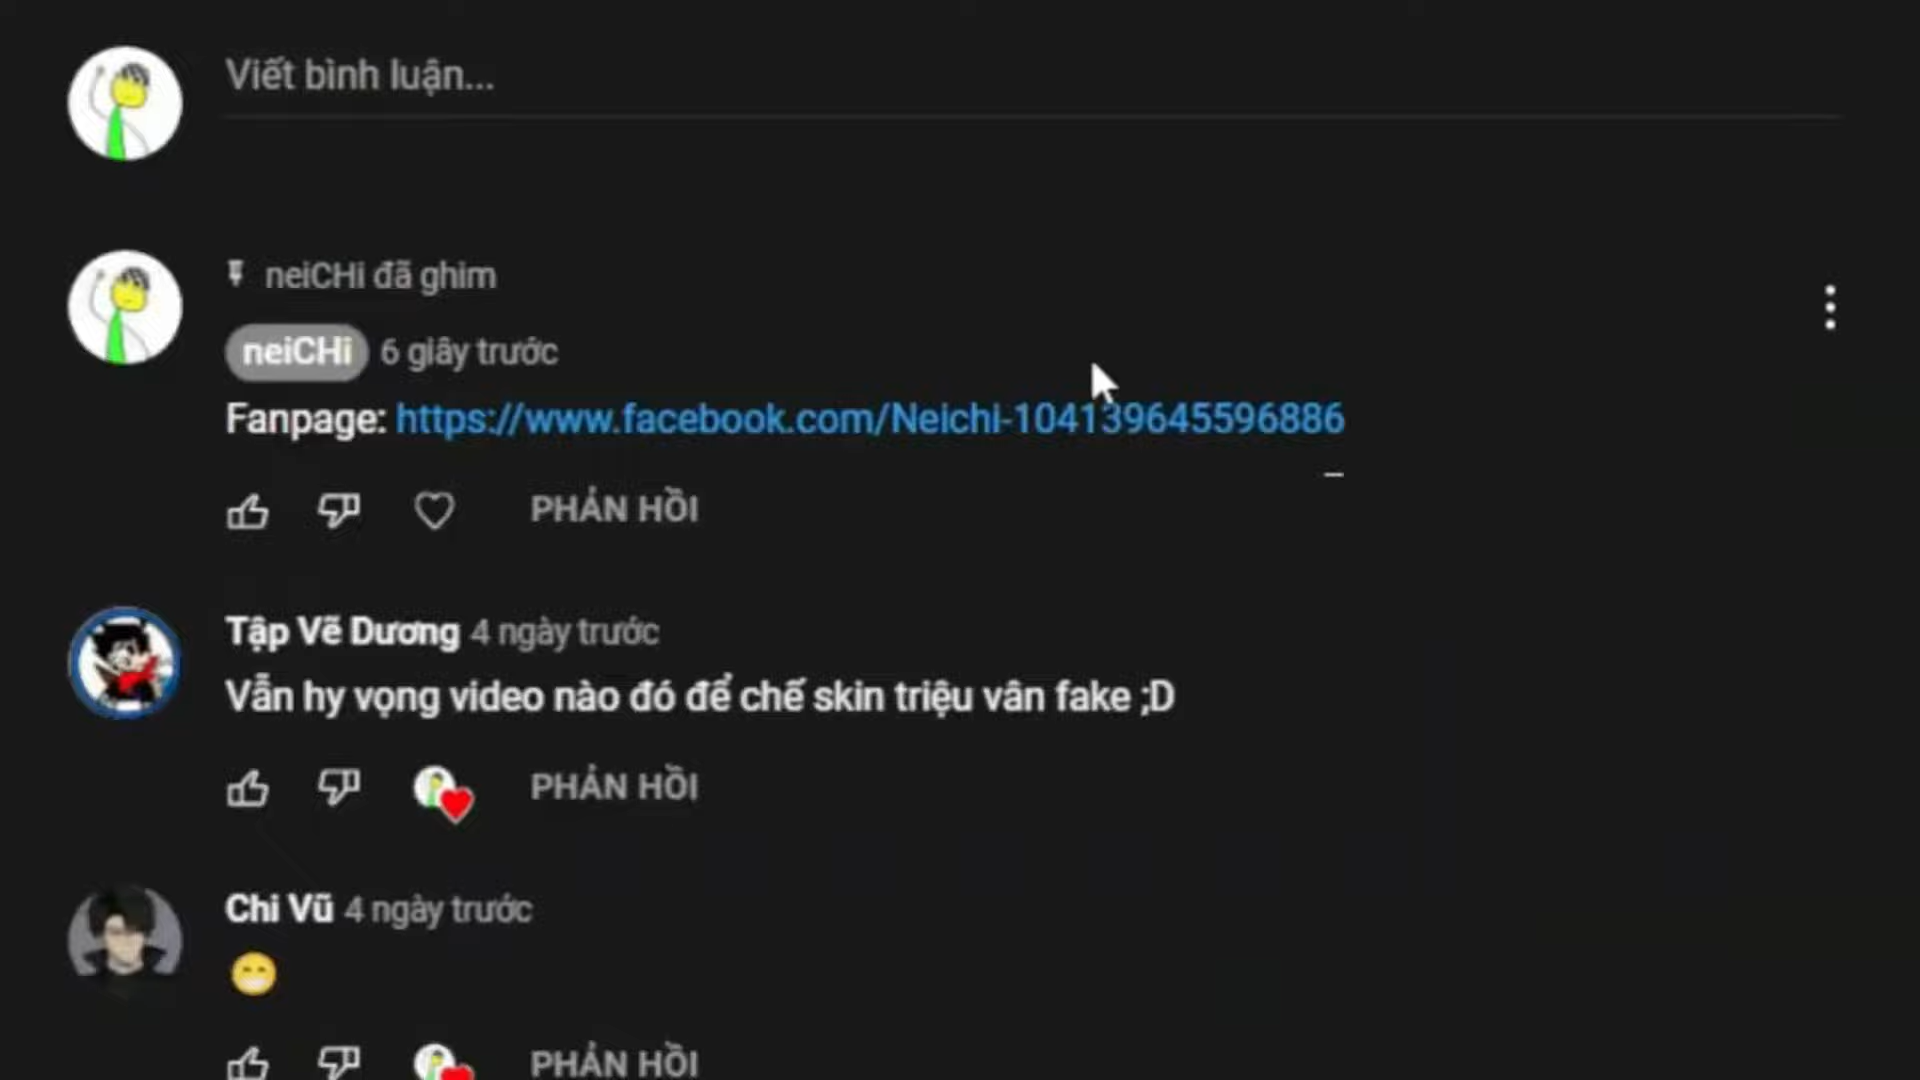 Viết bình luận...
neiCHi đã ghim
neiCHi 6 giây trước
Fanpage: https://www.facebook.com/Neichi-104139645596886
PHẢN HỒI
Tập Vẽ Dương 4 ngày trước
Vẫn hy vọng video nào đó để chế skin triệu vân fake ;D
PHẢN HỒI
Chi Vũ 4 ngày trước
😁
PHẢN HỒI